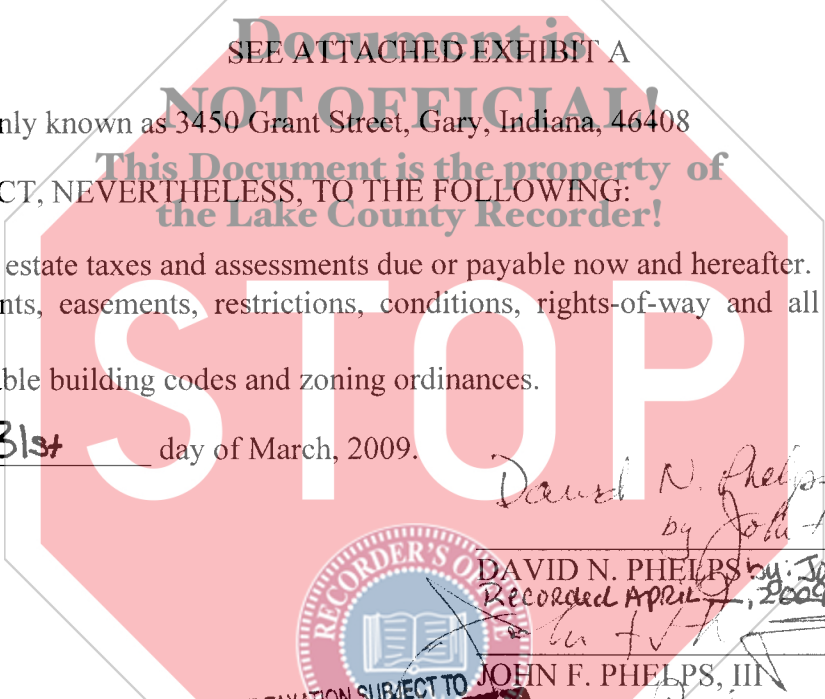 Document is
SEE ATTACHED EXHIBIT A
NOT OFFICIAL!
nly known as 3450 Grant Street, Gary, Indiana, 46408
This Document is the property of
CT, NEVERTHELESS, TO THE FOLLOWING:
the Lake County Recorder!
estate taxes and assessments due or payable now and hereafter.
nts, easements, restrictions, conditions, rights-of-way and all
ble building codes and zoning ordinances.
STOP
31st day of March, 2009.
David N. Phelps
by John
DAVID N. PHELPS by: Jo
Recorded APRIL 2009
RECORDER'S OFFICE
JOHN F. PHELPS, III
TAXATION SUBJECT TO